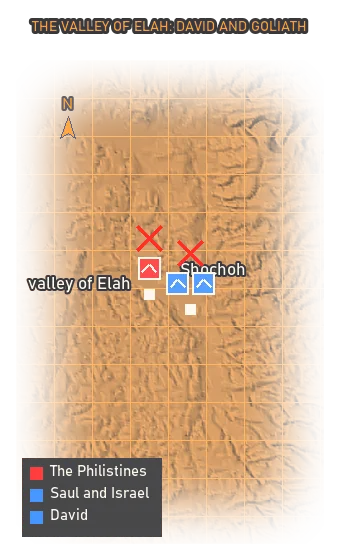 THE VALLEY OF ELAH: DAVID AND GOLIATH
N
Shochoh
valley of Elah
The Philistines
Saul and Israel
David